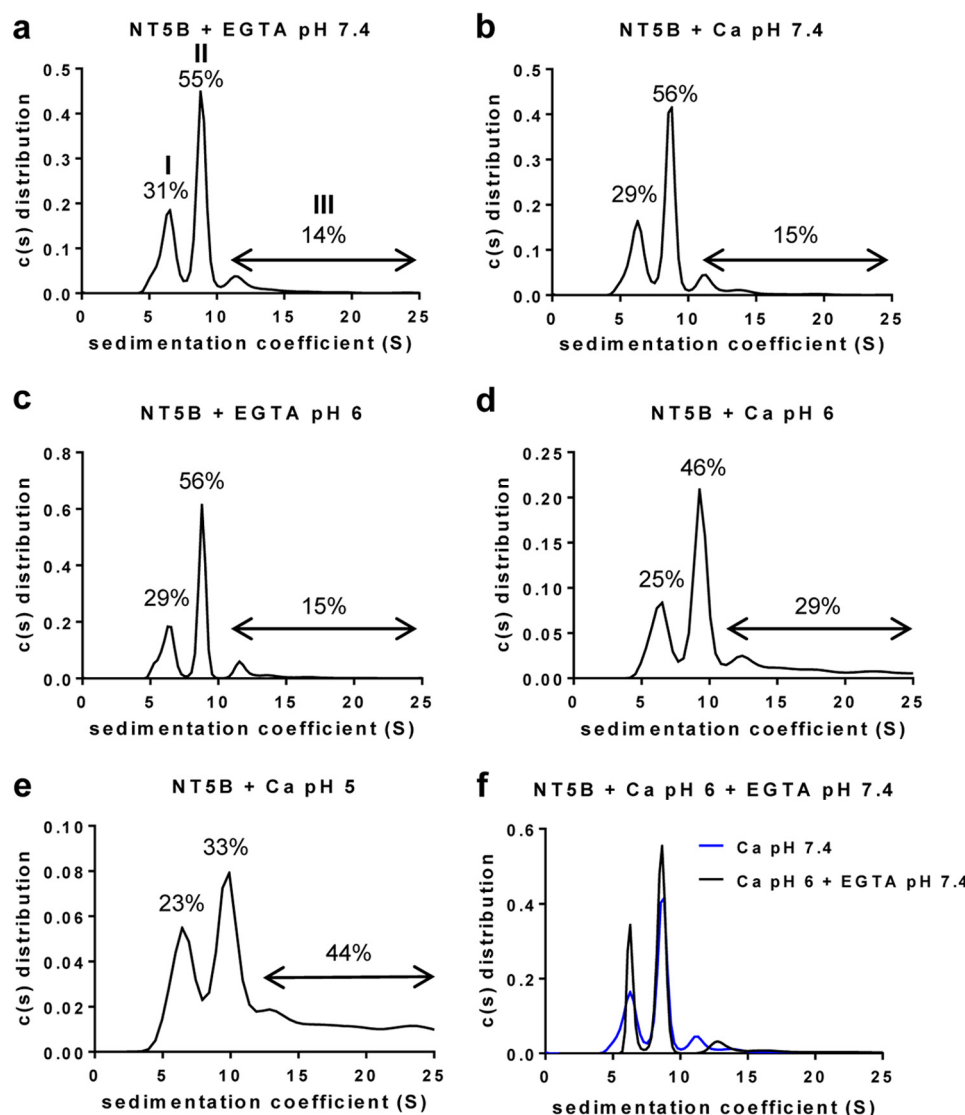 a NT5B + EGTA pH 7.4
II
55%
I
31%
III
14%
c(s) distribution
0.5
0.4
0.3
0.2
0.1
0.0
0 5 10 15 20 25
sedimentation coefficient (S)
b NT5B + Ca pH 7.4
56%
29%
15%
c(s) distribution
0.5
0.4
0.3
0.2
0.1
0.0
0 5 10 15 20 25
sedimentation coefficient (S)
c NT5B + EGTA pH 6
56%
29%
15%
c(s) distribution
0.8
0.6
0.4
0.2
0.0
0 5 10 15 20 25
sedimentation coefficient (S)
d NT5B + Ca pH 6
46%
25%
29%
c(s) distribution
0.25
0.20
0.15
0.10
0.05
0.00
0 5 10 15 20 25
sedimentation coefficient (S)
e NT5B + Ca pH 5
33%
23%
44%
c(s) distribution
0.10
0.08
0.06
0.04
0.02
0.00
0 5 10 15 20 25
sedimentation coefficient (S)
f NT5B + Ca pH 6 + EGTA pH 7.4
Ca pH 7.4
Ca pH 6 + EGTA pH 7.4
c(s) distribution
0.6
0.4
0.2
0.0
0 5 10 15 20 25
sedimentation coefficient (S)